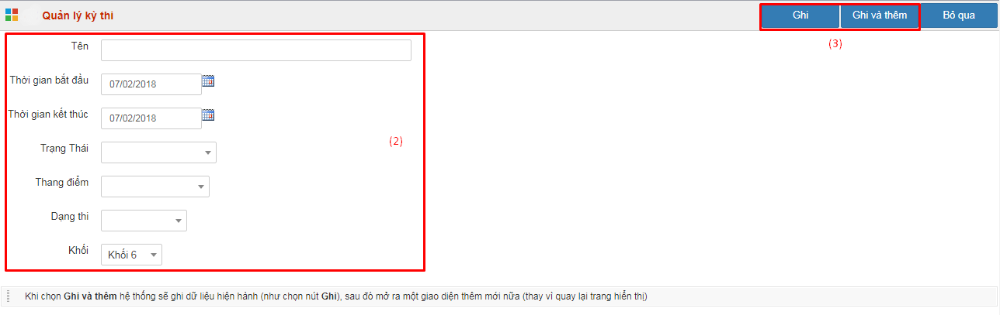 Quản lý kỳ thi
Ghi
Ghi và thêm
Bỏ qua
(3)
Tên
Thời gian bắt đầu
07/02/2018
Thời gian kết thúc
07/02/2018
(2)
Trạng Thái
Thang điểm
Dạng thi
Khối
Khối 6
Khi chọn Ghi và thêm hệ thống sẽ ghi dữ liệu hiện hành (như chọn nút Ghi), sau đó mở ra một giao diện thêm mới nữa (thay vì quay lại trang hiển thị)